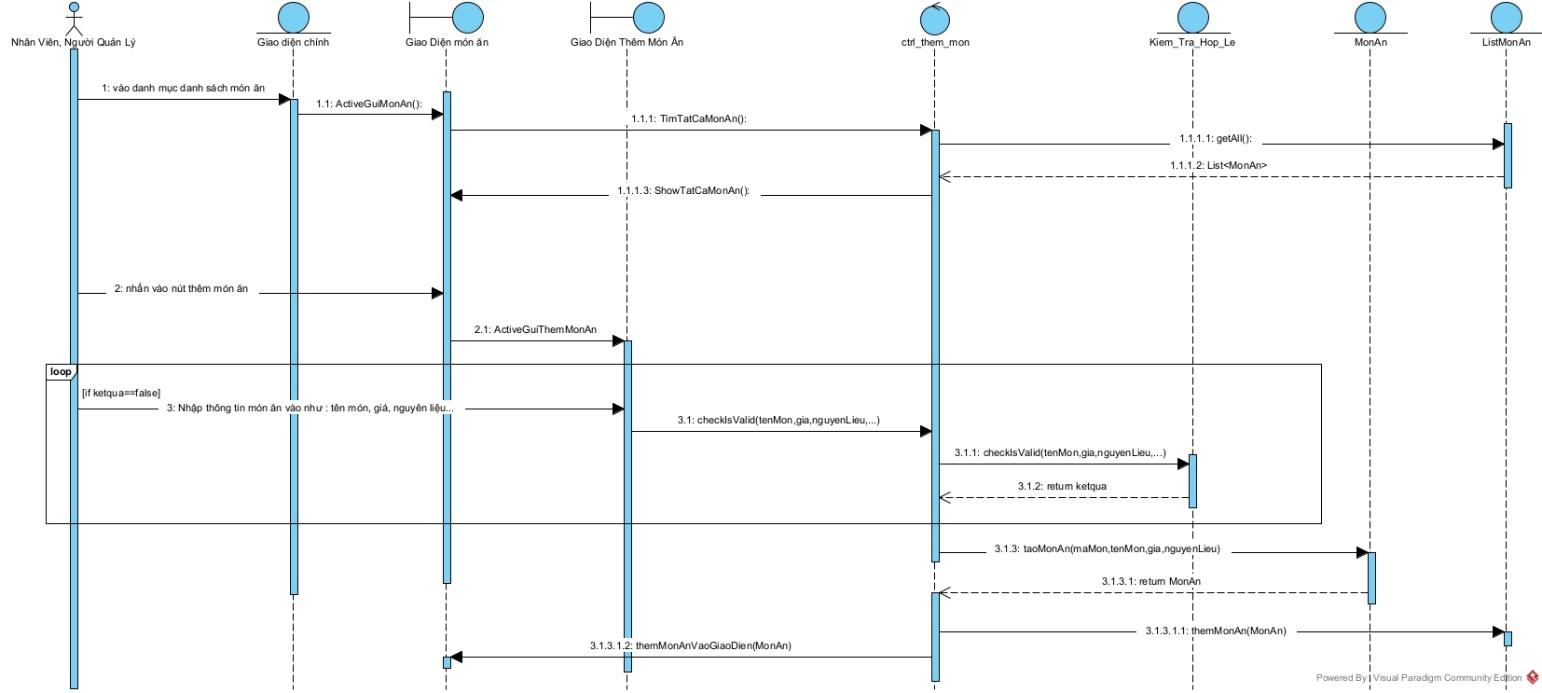 Nhân Viên, Người Quản Lý
Giao diện chính
Giao Diện món ăn
Giao Diện Thêm Món Ăn
ctrl_them_mon
Kiem_Tra_Hop_Le
MonAn
ListMonAn
1: vào danh mục danh sách món ăn
1.1: ActiveGuiMonAn():
1.1.1: TimTatCaMonAn():
1.1.1.1: getAll():
1.1.1.2: List<MonAn>
1.1.1.3: ShowTatCaMonAn():
2: nhấn vào nút thêm món ăn
2.1: ActiveGuiThemMonAn
loop
[if ketqua==false]
3: Nhập thông tin món ăn vào như : tên món, giá, nguyên liệu...
3.1: checkIsValid(tenMon,gia,nguyenLieu,...)
3.1.1: checkIsValid(tenMon,gia,nguyenLieu,...)
3.1.2: return ketqua
3.1.3: taoMonAn(maMon,tenMon,gia,nguyenLieu)
3.1.3.1: return MonAn
3.1.3.1.1: themMonAn(MonAn)
3.1.3.1.2: themMonAnVaoGiaoDien(MonAn)
Powered By Visual Paradigm Community Edition